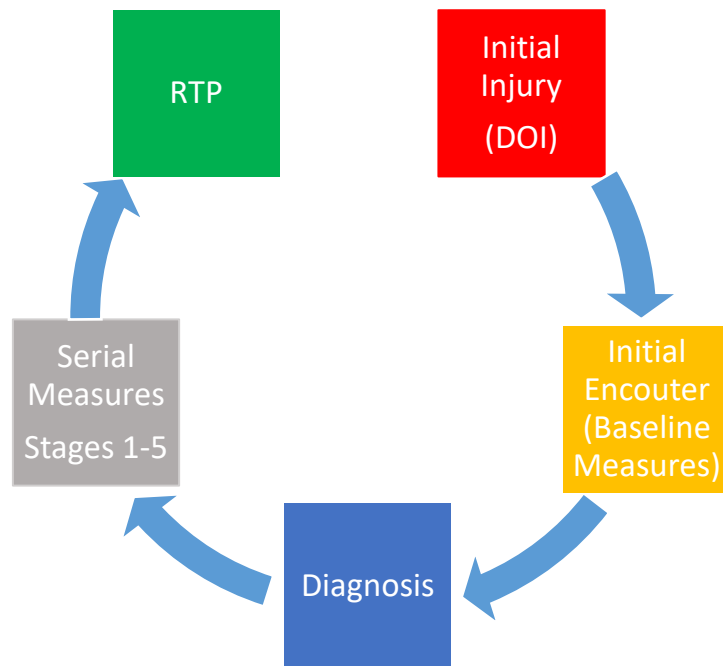 RTP
Initial
Injury
(DOI)
Initial
Encouter
(Baseline
Measures)
Diagnosis
Serial
Measures
Stages 1-5